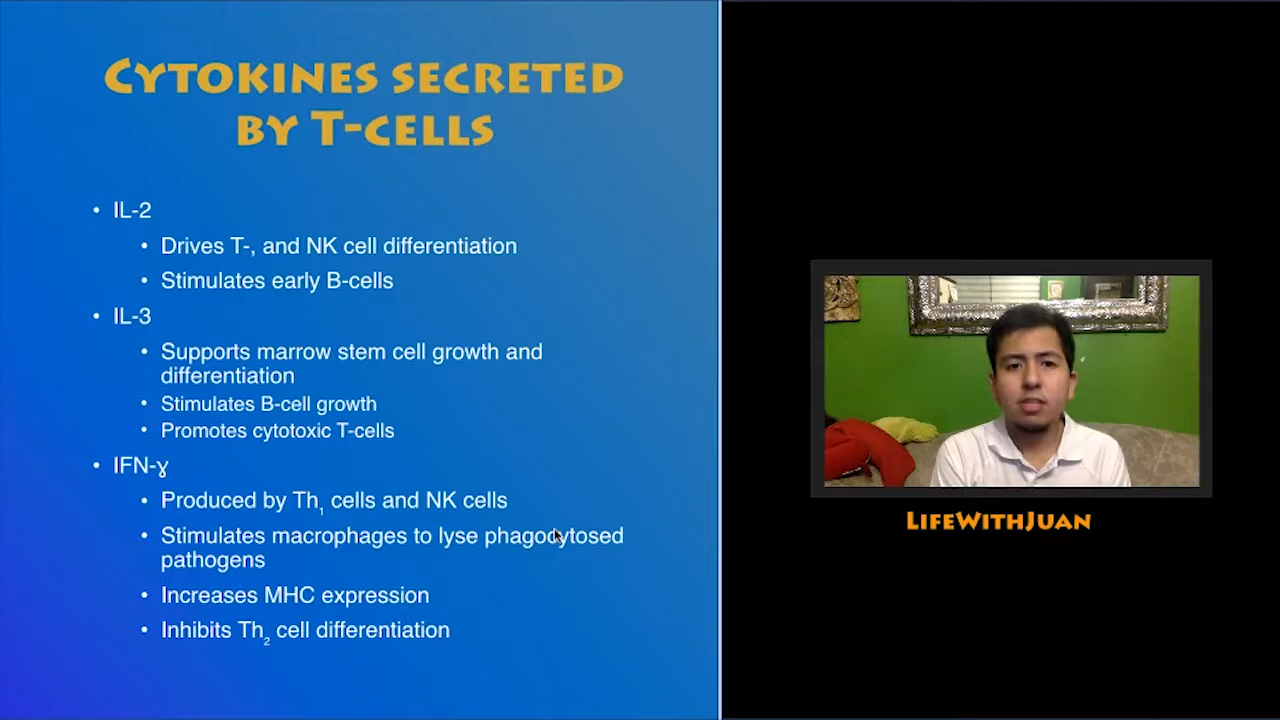 Cytokines secreted
by T-cells
• IL-2
• Drives T-, and NK cell differentiation
• Stimulates early B-cells
• IL-3
• Supports marrow stem cell growth and
differentiation
• Stimulates B-cell growth
• Promotes cytotoxic T-cells
• IFN-ɣ
• Produced by Th₁ cells and NK cells
• Stimulates macrophages to lyse phagocytosed
pathogens
• Increases MHC expression
• Inhibits Th₂ cell differentiation
LifeWithJuan